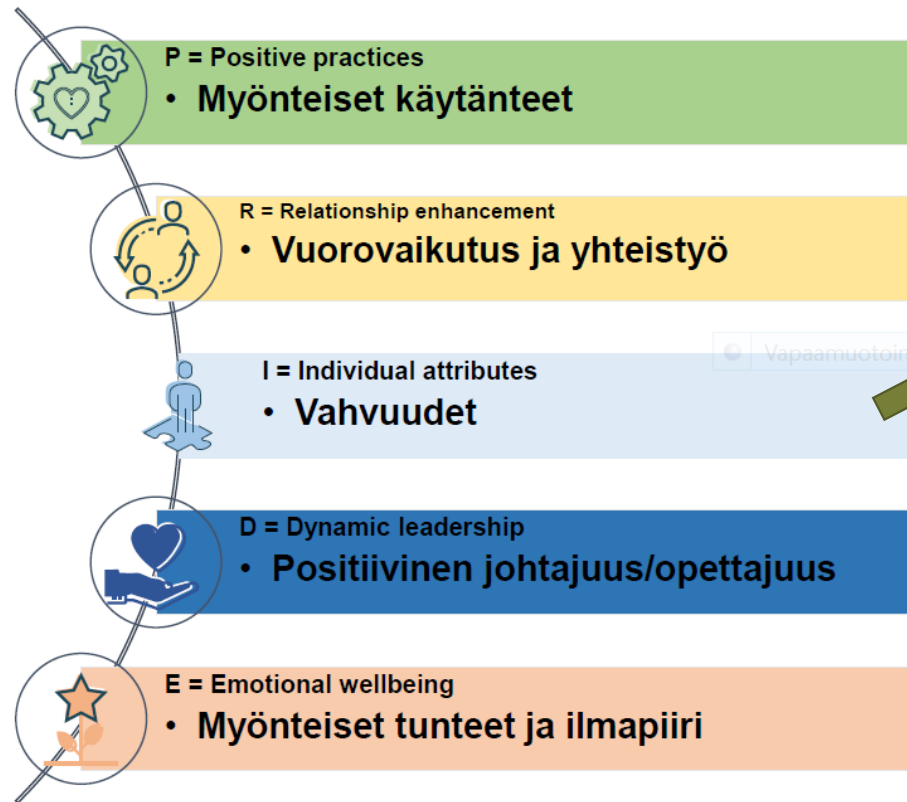 P = Positive practices
• Myönteiset käytänteet
R = Relationship enhancement
• Vuorovaikutus ja yhteistyö
Vapaamuotoin
I = Individual attributes
• Vahvuudet
D = Dynamic leadership
• Positiivinen johtajuus/opettajuus
E = Emotional wellbeing
• Myönteiset tunteet ja ilmapiiri